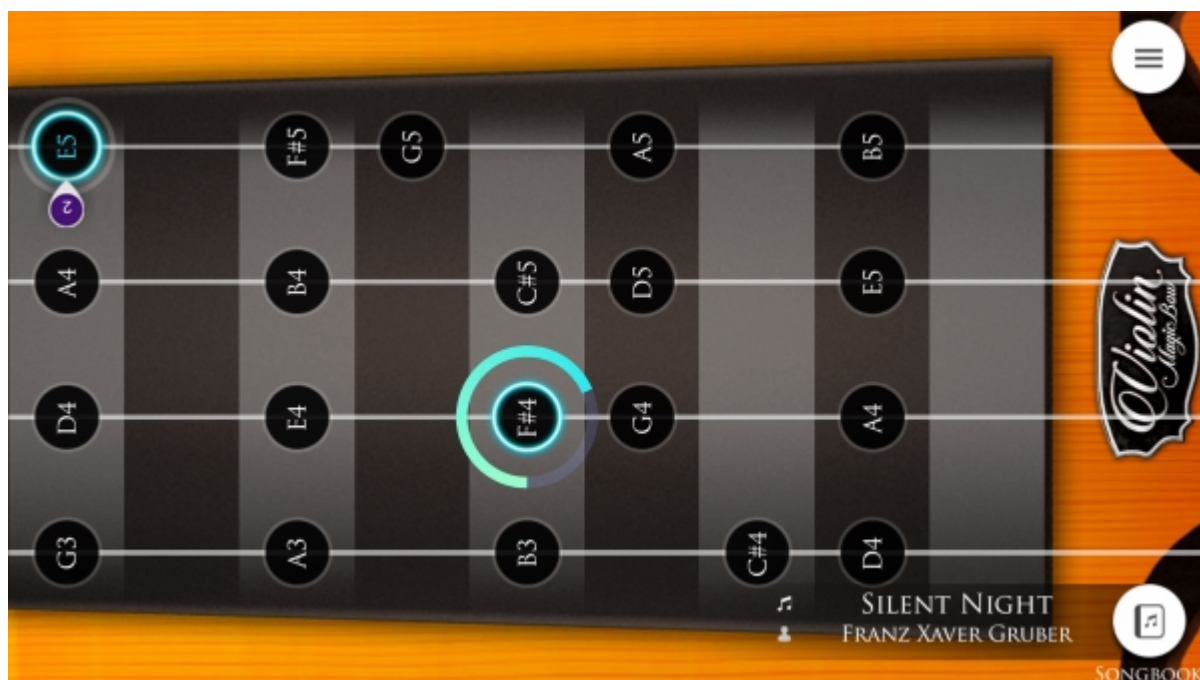 E5 F#5 G5 A5 B5
2
A4 B4 C#5 D5 E5
D4 E4 F#4 G4 A4
G3 A3 B3 C#4 D4
Violin
Magic Bow
SILENT NIGHT
FRANZ XAVER GRUBER
SONGBOOK